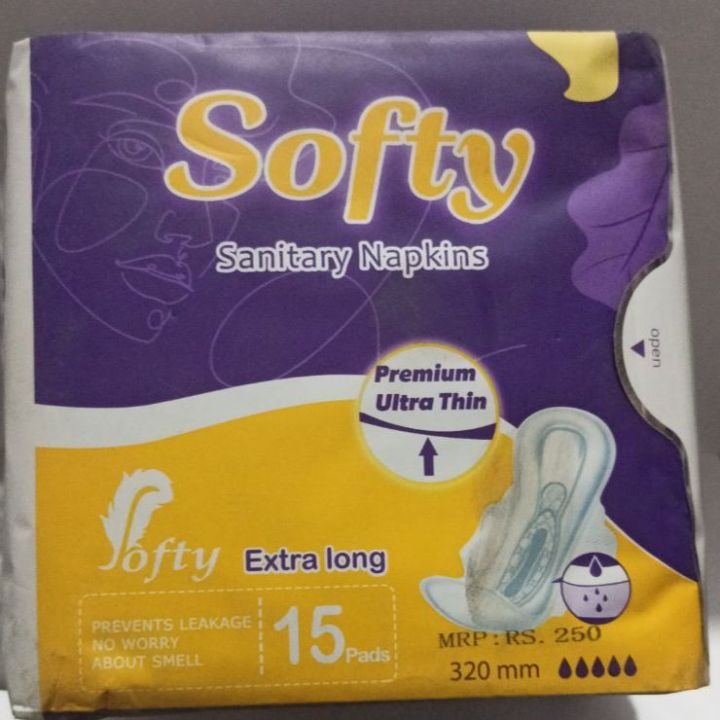 Softy
Sanitary Napkins
open
Premium
Ultra Thin
Softy
Extra long
PREVENTS LEAKAGE
NO WORRY
ABOUT SMELL
15 Pads
MRP : RS. 250
320 mm